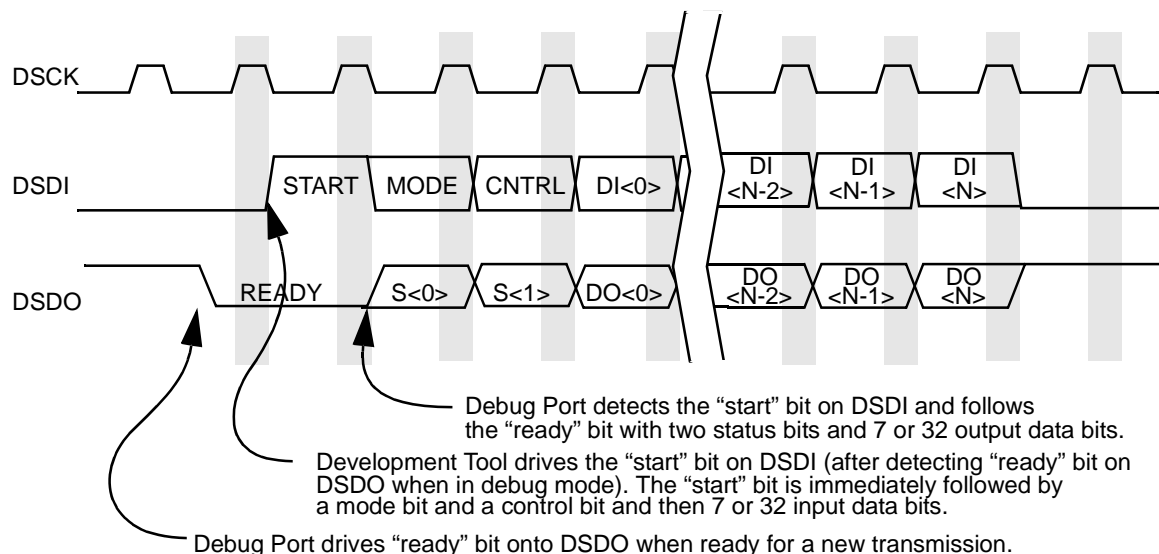 DSCK
DSDI
START MODE CNTRL DI<0> DI <N-2> DI <N-1> DI <N>
DSDO
READY S<0> S<1> DO<0> DO <N-2> DO <N-1> DO <N>
Debug Port detects the “start” bit on DSDI and follows
the “ready” bit with two status bits and 7 or 32 output data bits.
Development Tool drives the “start” bit on DSDI (after detecting “ready” bit on
DSDO when in debug mode). The “start” bit is immediately followed by
a mode bit and a control bit and then 7 or 32 input data bits.
Debug Port drives “ready” bit onto DSDO when ready for a new transmission.